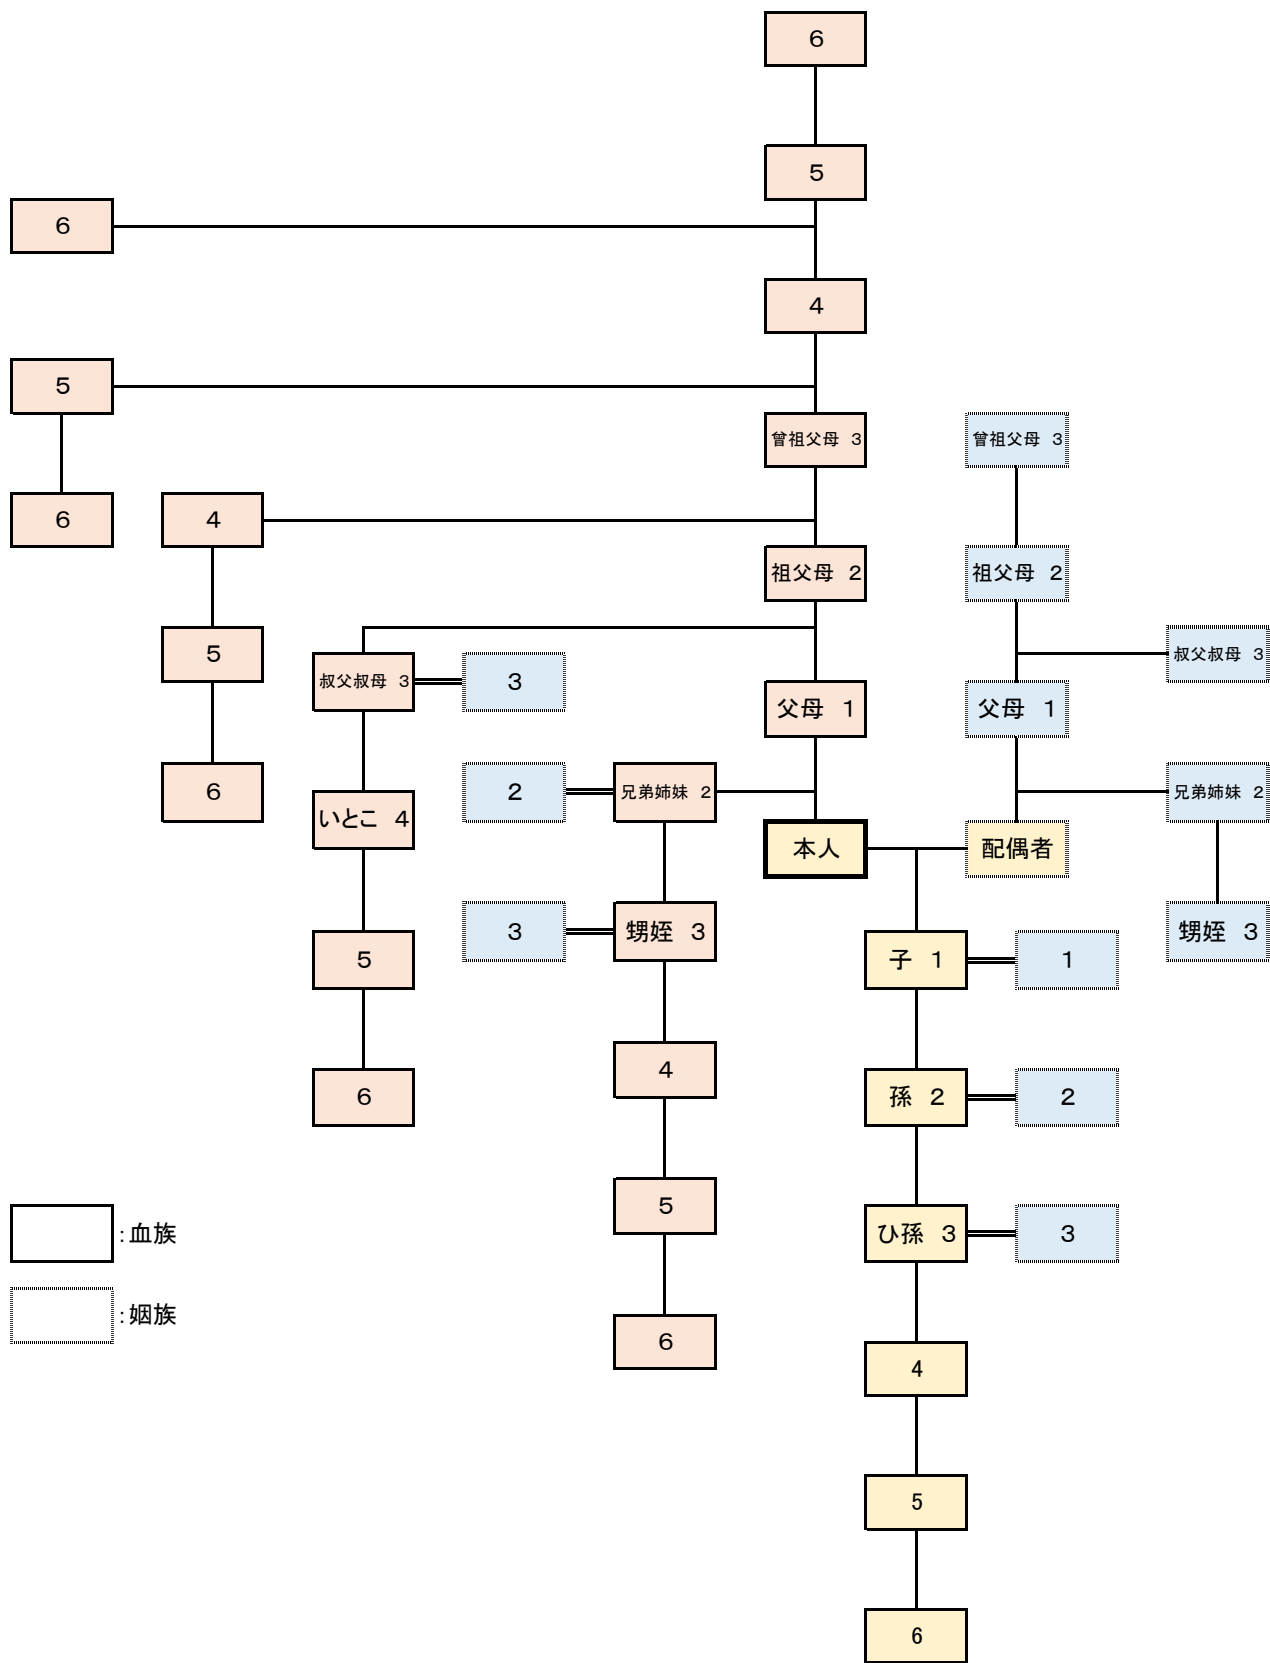 ６
５
６
４
５
曾祖父母　３
曾祖父母　３
６
４
祖父母　２
祖父母　２
５
叔父叔母　３
叔父叔母　３
３
父母　１
父母　１
６
２
兄弟姉妹　２
兄弟姉妹　２
いとこ　４
本人
配偶者
３
甥姪　３
甥姪　３
５
子　１
１
４
６
孫　２
２
５
：血族
ひ孫　３
３
：姻族
６
４
５
６